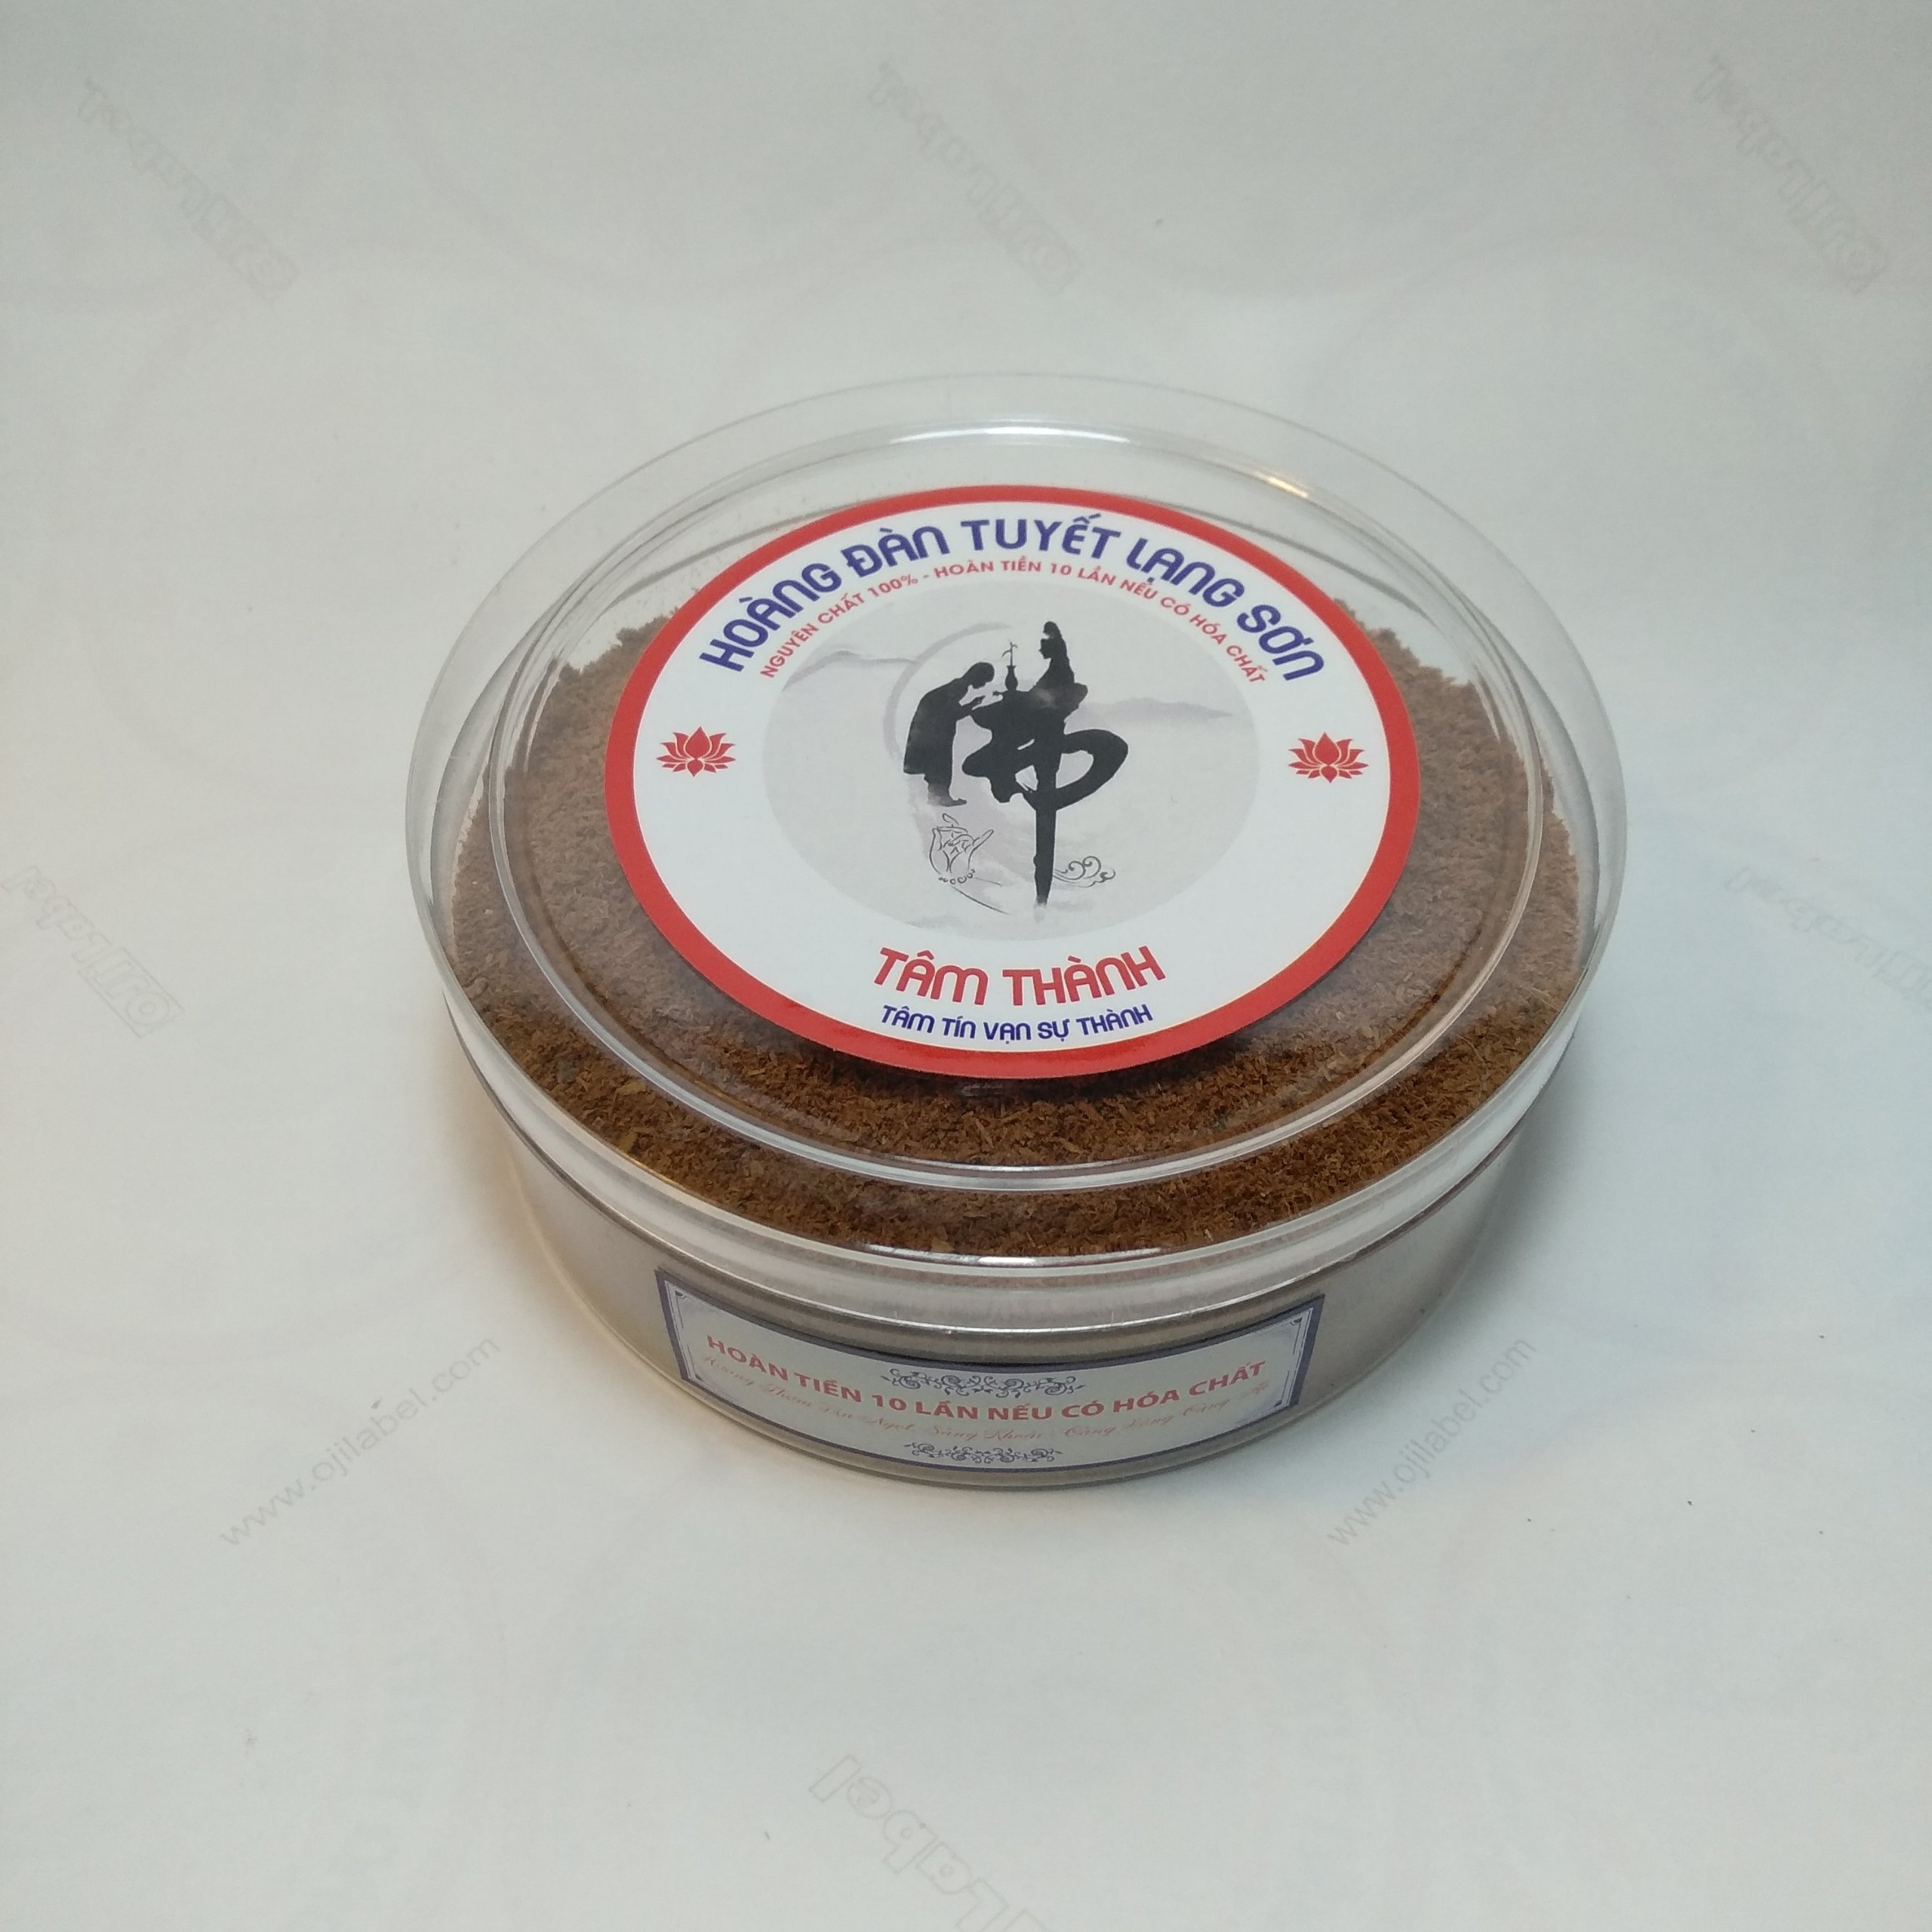 HOÀNG ĐÀN TUYẾT LẠNG SƠN
NGUYÊN CHẤT 100% - HOÀN TIỀN 10 LẦN NẾU CÓ HÓA CHẤT
佛
TÂM THÀNH
TÂM TÍN VẠN SỰ THÀNH
HOÀN TIỀN 10 LẦN NẾU CÓ HÓA CHẤT
www.ojilabel.com
www.ojilabel.com